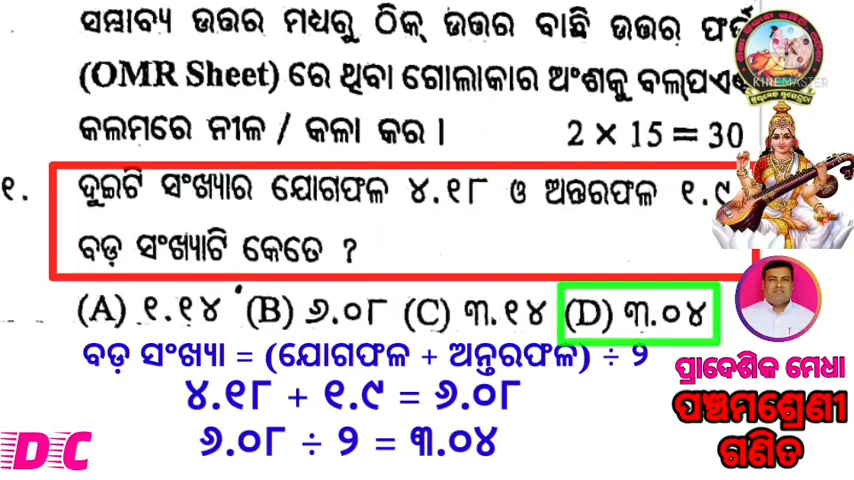 ସମ୍ଭାବ୍ୟ ଉତ୍ତର ମଧ୍ୟରୁ ଠିକ୍ ଉତ୍ତର ବାଛି ଉତ୍ତର ଫର୍ଦ୍ଦ
(OMR Sheet) ରେ ଥିବା ଗୋଲାକାର ଅଂଶକୁ ବଲ୍‌ପଏଣ୍ଟ
କଲମରେ ନୀଳ / କଳା କର । 2 × 15 = 30
KINEMASTER
୧. ଦୁଇଟି ସଂଖ୍ୟାର ଯୋଗଫଳ ୪.୧୮ ଓ ଅନ୍ତରଫଳ ୧.୯
ବଡ଼ ସଂଖ୍ୟାଟି କେତେ ?
(A) ୧.୧୪ (B) ୬.୦୮ (C) ୩.୧୪ (D) ୩.୦୪
ବଡ଼ ସଂଖ୍ୟା = (ଯୋଗଫଳ + ଅନ୍ତରଫଳ) ÷ ୨
୪.୧୮ + ୧.୯ = ୬.୦୮
୬.୦୮ ÷ ୨ = ୩.୦୪
ପ୍ରାଦେଶିକ ମେଧା
ପଞ୍ଚମଶ୍ରେଣୀ
ଗଣିତ
DC